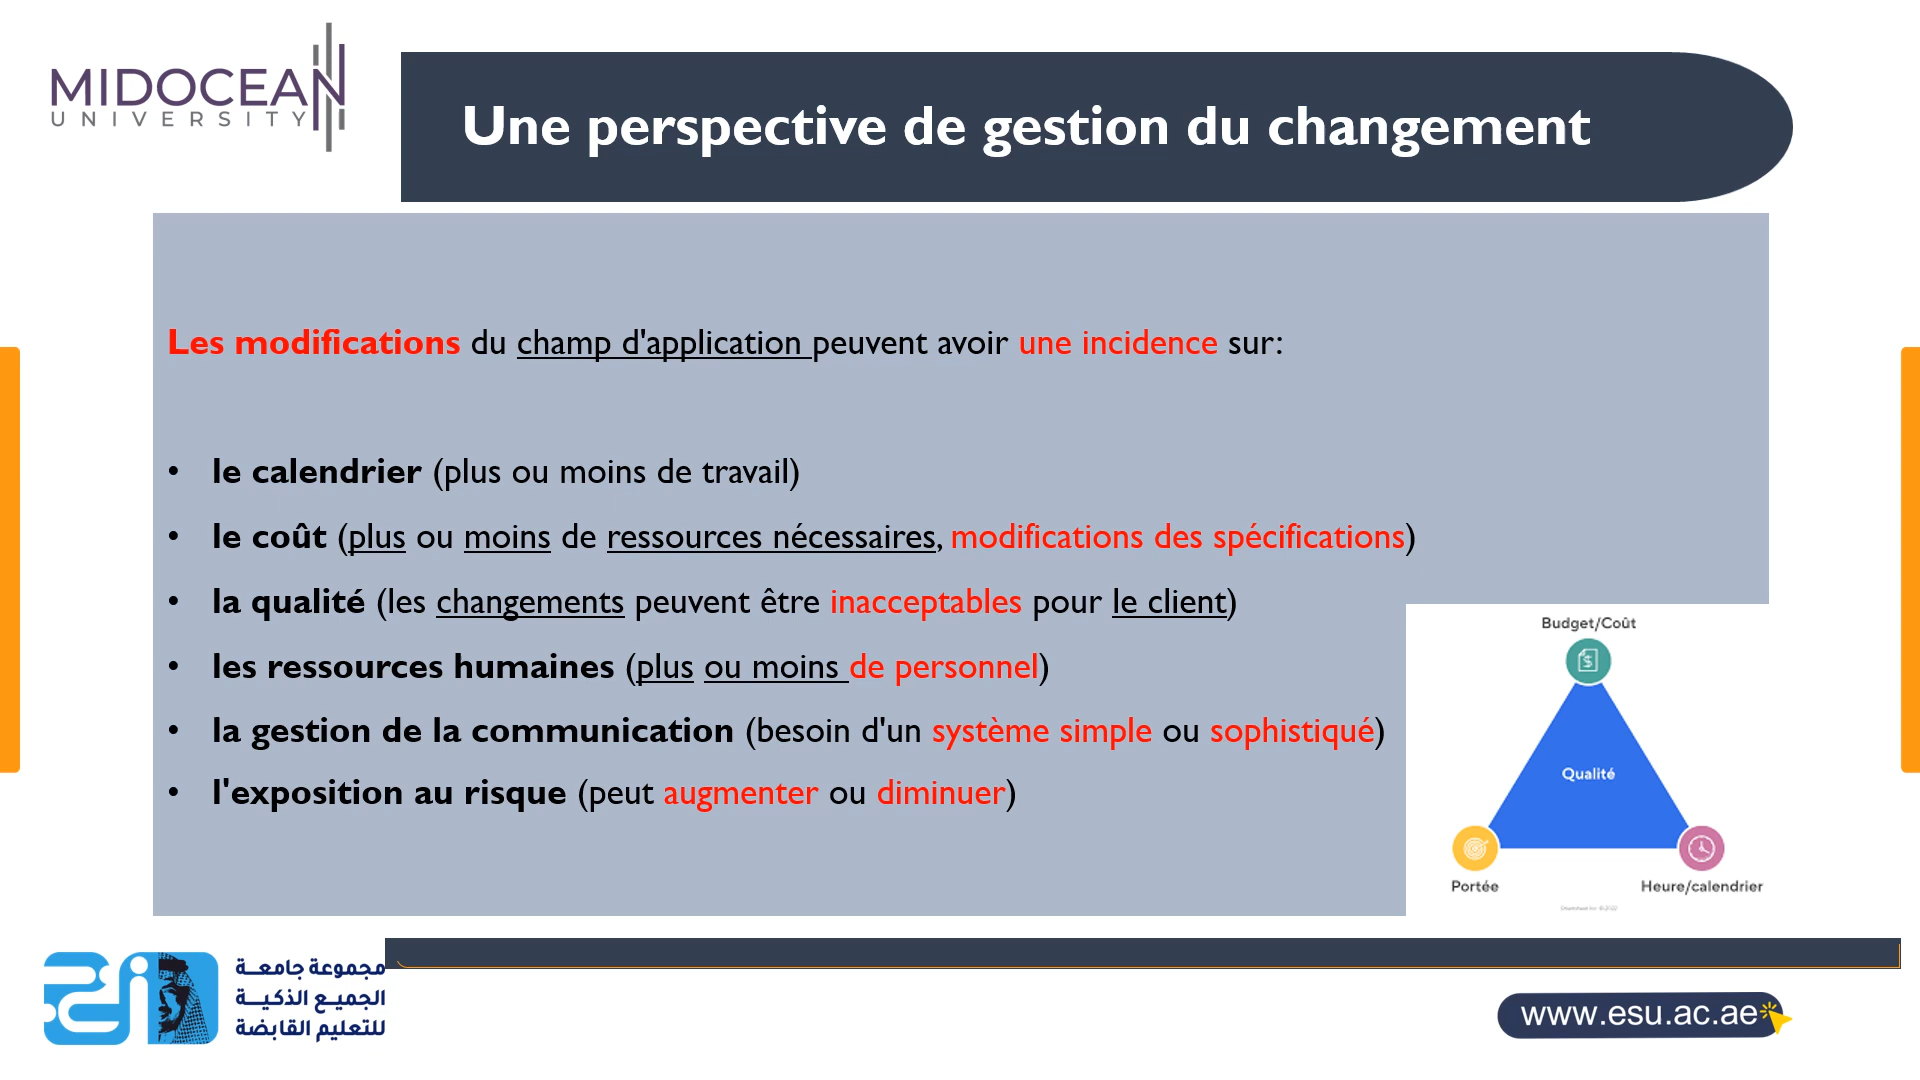 MIDOCEAN
UNIVERSITY
Une perspective de gestion du changement
Les modifications du champ d'application peuvent avoir une incidence sur:
• le calendrier (plus ou moins de travail)
• le coût (plus ou moins de ressources nécessaires, modifications des spécifications)
• la qualité (les changements peuvent être inacceptables pour le client)
• les ressources humaines (plus ou moins de personnel)
• la gestion de la communication (besoin d'un système simple ou sophistiqué)
• l'exposition au risque (peut augmenter ou diminuer)
Budget/Coût
Qualité
Portée
Heure/calendrier
مجموعة جامعة
الجميع الذكية
للتعليم القابضة
www.esu.ac.ae